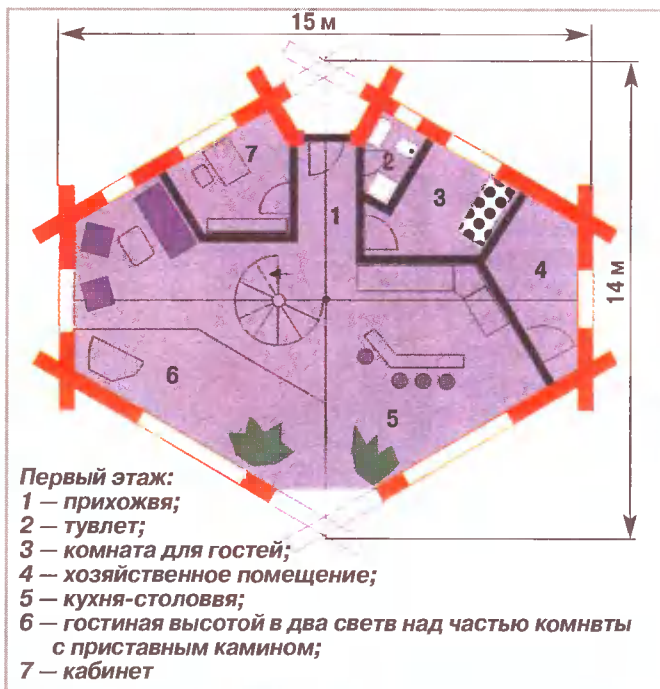 15 м
7
2
1
3
4
14 м
6
5
Первый этаж:
1 — прихожвя;
2 — тувлет;
3 — комната для гостей;
4 — хозяйственное помещение;
5 — кухня-столоввя;
6 — гостиная высотой в два светв над частью комнвты
с приставным камином;
7 — кабинет